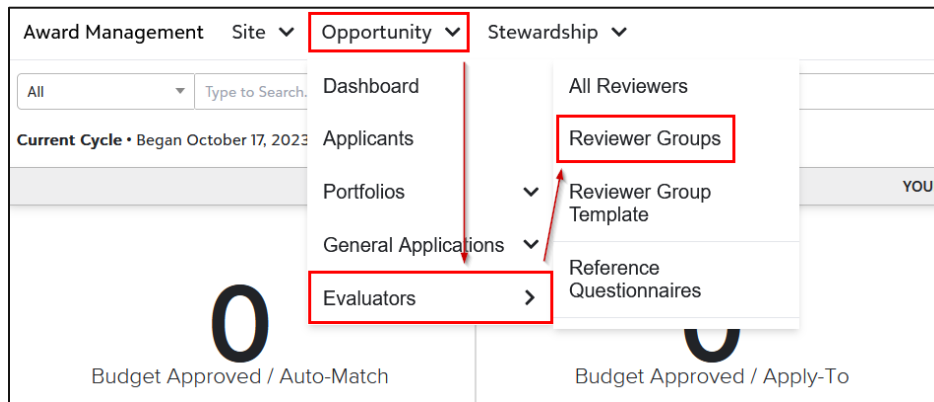 Award Management Site Opportunity Stewardship
All Type to Search.
Current Cycle • Began October 17, 2023
YOU
Dashboard
Applicants
Portfolios
General Applications
Evaluators
All Reviewers
Reviewer Groups
Reviewer Group
Template
Reference
Questionnaires
0
Budget Approved / Auto-Match
0
Budget Approved / Apply-To